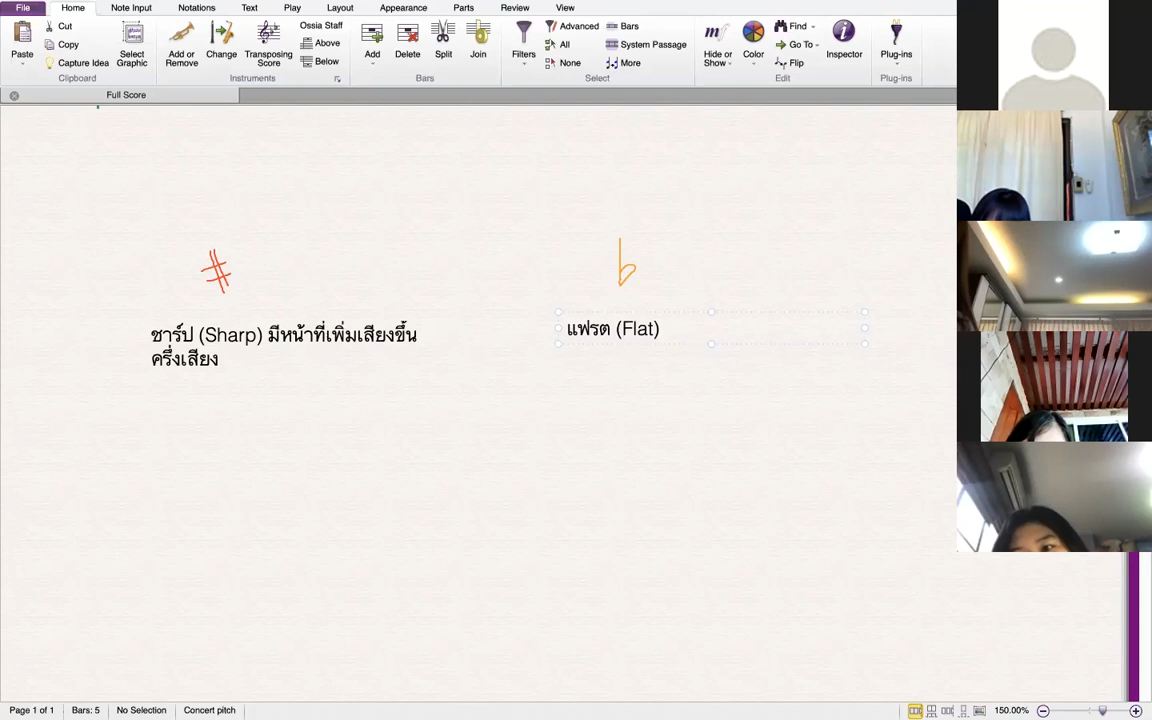 File Home Note Input Notations Text Play Layout Appearance Parts Review View
Paste
Cut
Copy
Capture Idea
Select Graphic
Clipboard
Add or Remove
Change
Transposing Score
Ossia Staff
Above
Below
Instruments
Add
Delete
Split
Join
Bars
Filters
Advanced
All
None
Bars
System Passage
More
Select
Hide or Show
Color
Find
Go To
Flip
Inspector
Edit
Plug-ins
Plug-ins
Full Score
#
b
ชาร์ป (Sharp) มีหน้าที่เพิ่มเสียงขึ้น
ครึ่งเสียง
แฟรต (Flat)
Page 1 of 1 Bars: 5 No Selection Concert pitch 150.00%